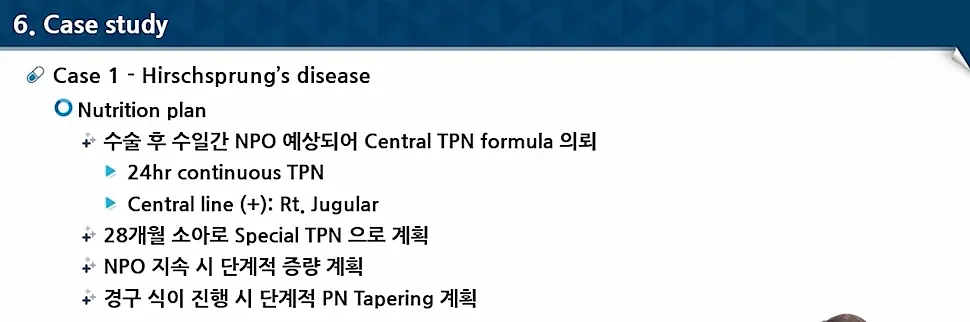 6. Case study
Case 1 - Hirschsprung’s disease
Nutrition plan
수술 후 수일간 NPO 예상되어 Central TPN formula 의뢰
24hr continuous TPN
Central line (+): Rt. Jugular
28개월 소아로 Special TPN 으로 계획
NPO 지속 시 단계적 증량 계획
경구 식이 진행 시 단계적 PN Tapering 계획